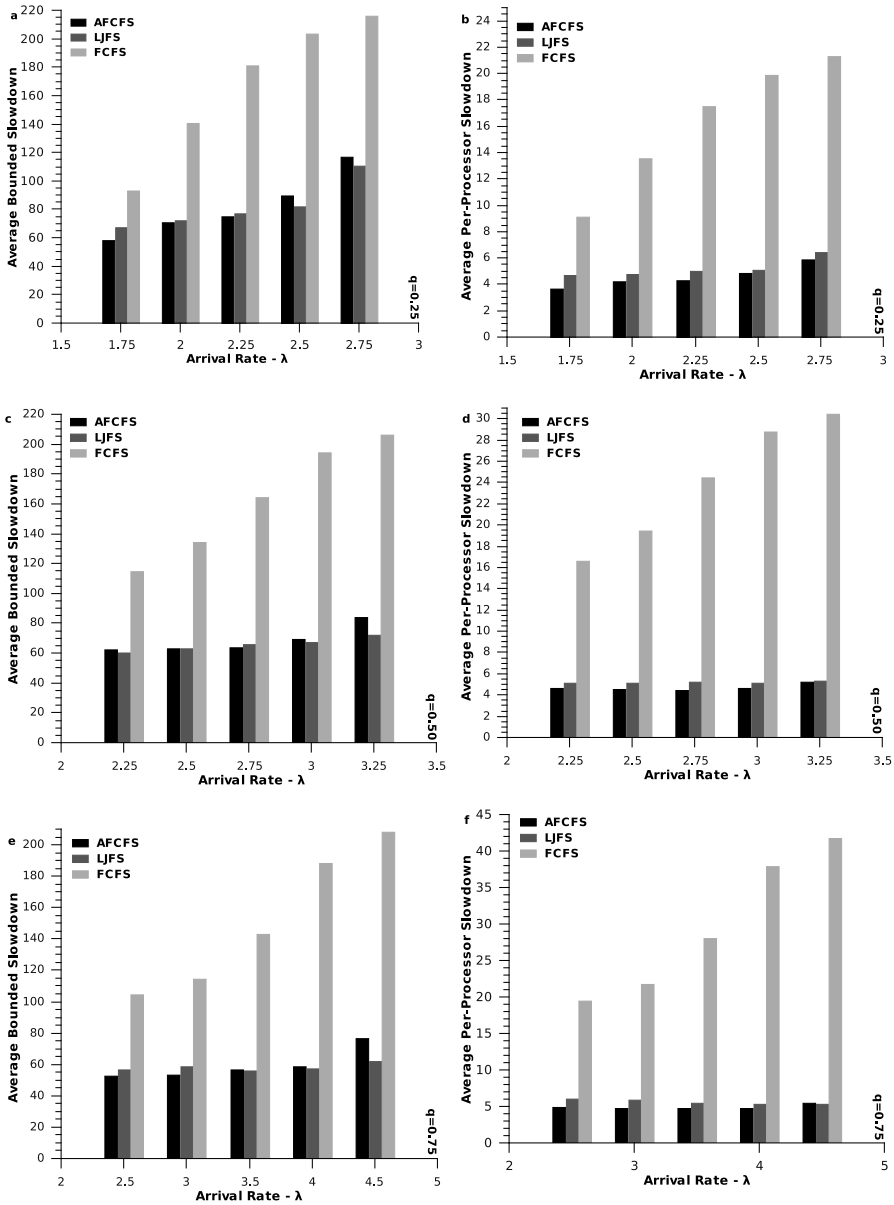 a
AFCFS
LJFS
FCFS
Average Bounded Slowdown
220
200
180
160
140
120
100
80
60
40
20
0
1.5
1.75
2
2.25
2.5
2.75
3
Arrival Rate - λ
q=0.25
b
AFCFS
LJFS
FCFS
Average Per-Processor Slowdown
24
22
20
18
16
14
12
10
8
6
4
2
0
1.5
1.75
2
2.25
2.5
2.75
3
Arrival Rate - λ
q=0.25
c
AFCFS
LJFS
FCFS
Average Bounded Slowdown
220
200
180
160
140
120
100
80
60
40
20
0
2
2.25
2.5
2.75
3
3.25
3.5
Arrival Rate - λ
q=0.50
d
AFCFS
LJFS
FCFS
Average Per-Processor Slowdown
30
28
26
24
22
20
18
16
14
12
10
8
6
4
2
0
2
2.25
2.5
2.75
3
3.25
3.5
Arrival Rate - λ
q=0.50
e
AFCFS
LJFS
FCFS
Average Bounded Slowdown
200
180
160
140
120
100
80
60
40
20
0
2
2.5
3
3.5
4
4.5
5
Arrival Rate - λ
q=0.75
f
AFCFS
LJFS
FCFS
Average Per-Processor Slowdown
45
40
35
30
25
20
15
10
5
0
2
3
4
5
Arrival Rate - λ
q=0.75